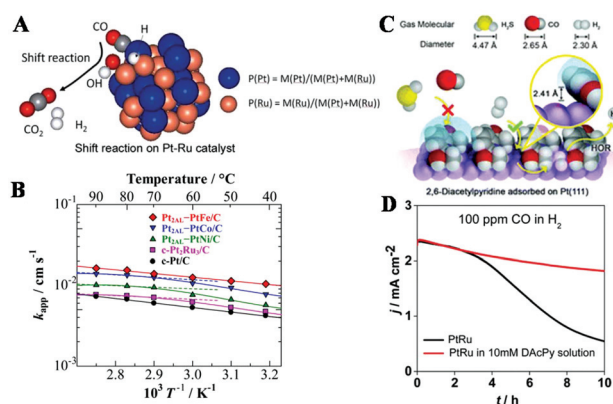 A
CO
H
Shift reaction
OH
CO₂
H₂
P(Pt) = M(Pt)/(M(Pt)+M(Ru))
P(Ru) = M(Ru)/(M(Pt)+M(Ru))
Shift reaction on Pt-Ru catalyst
B
Temperature / °C
90 80 70 60 50 40
Pt2AL–PtFe/C
Pt2AL–PtCo/C
Pt2AL–PtNi/C
c-Pt2Ru3/C
c-Pt/C
kapp / cm s⁻¹
10⁻¹
10⁻²
10⁻³
2.8 2.9 3.0 3.1 3.2
10³ T⁻¹ / K⁻¹
C
Gas Molecular H₂S CO H₂
Diameter 4.47 Å 2.65 Å 2.30 Å
2.41 Å
HOR
2,6-Diacetylpyridine adsorbed on Pt(111)
D
100 ppm CO in H₂
j / mA cm-2
2
1
0
PtRu
PtRu in 10mM DAcPy solution
0 2 4 6 8 10
t / h